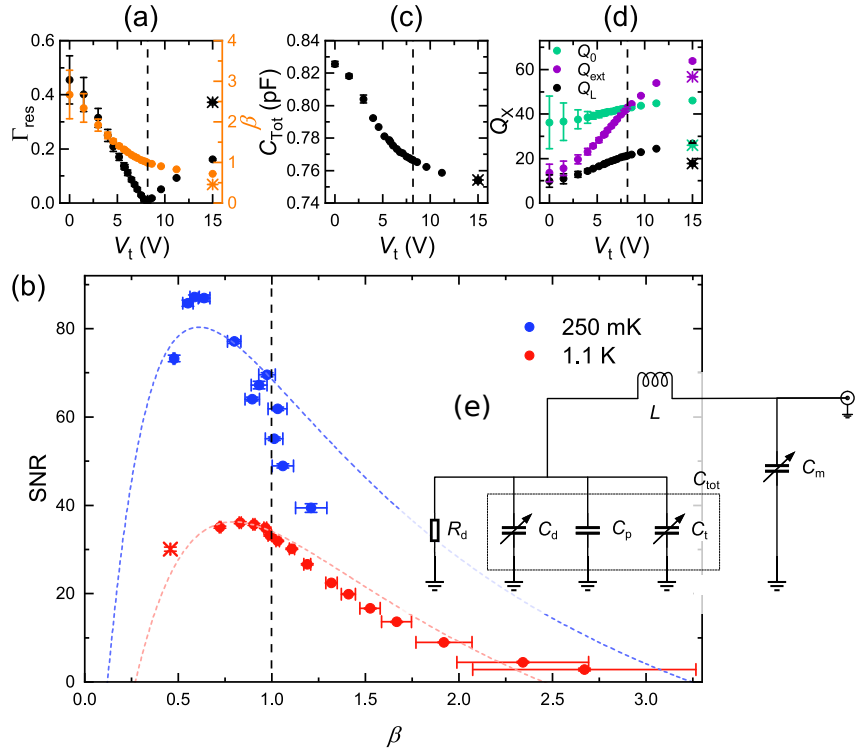 (a)
(c)
(d)
0.6
0.4
0.2
0.0
Γres
4
3
2
1
0
β
0 5 10 15
Vt (V)
0.82
0.80
0.78
0.76
0.74
CTot (pF)
0 5 10 15
Vt (V)
60
40
20
0
QX
Q0
Qext
QL
0 5 10 15
Vt (V)
(b)
80
60
40
20
0
SNR
250 mK
1.1 K
0.0 0.5 1.0 1.5 2.0 2.5 3.0
β
(e)
L
Cm
Ctot
Rd
Cd
Cp
Ct